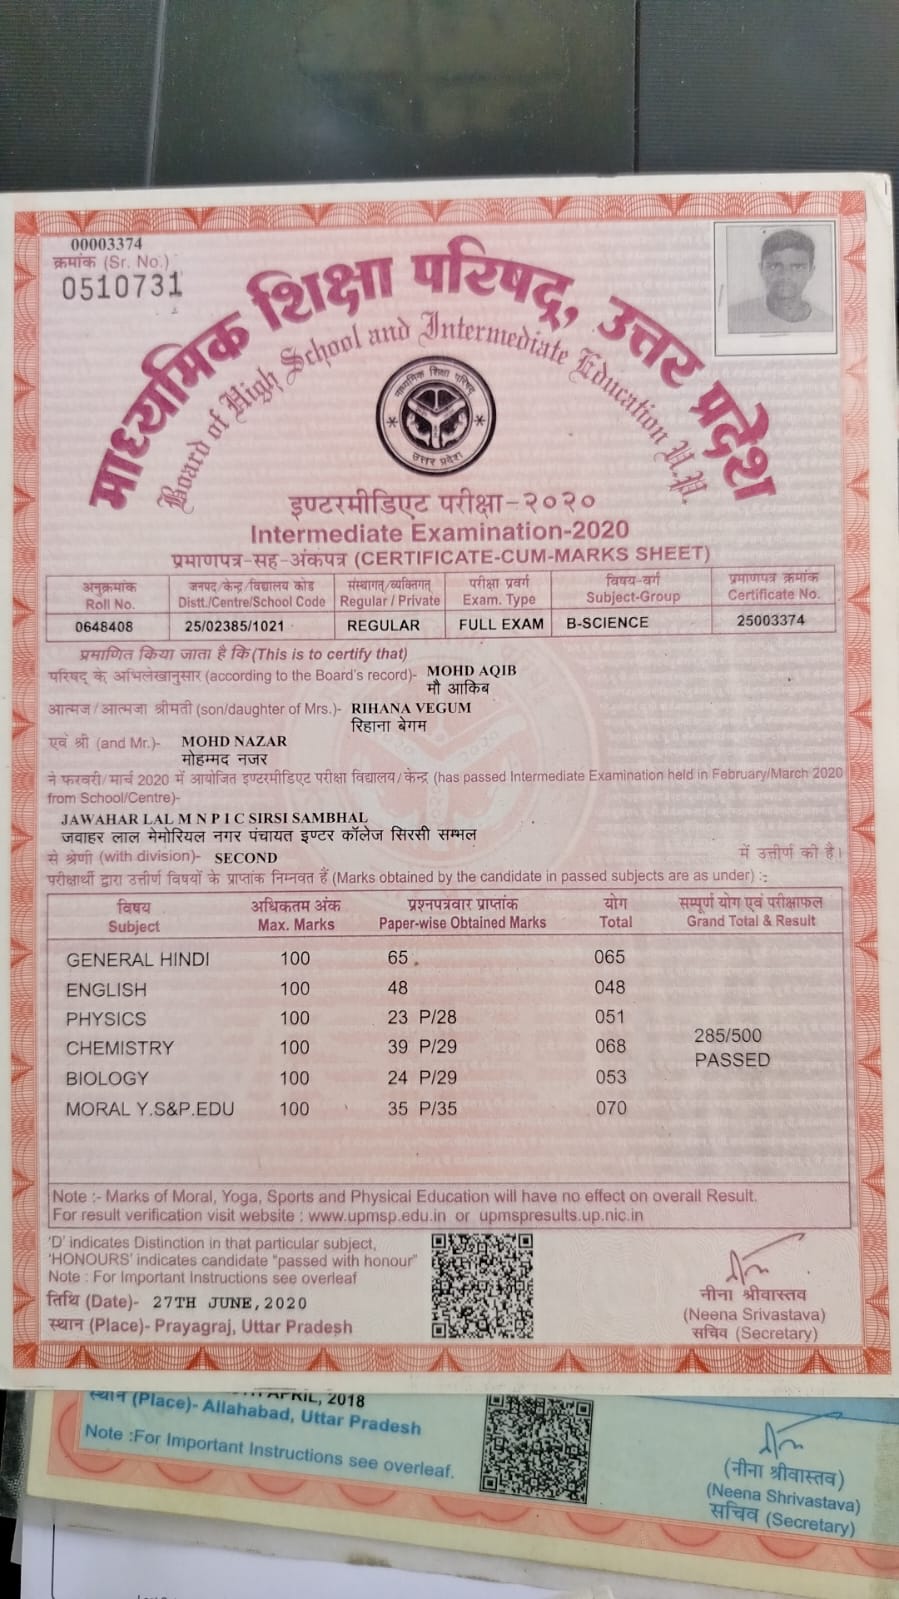 00003374
क्रमांक (Sr. No.)
0510731
माध्यमिक शिक्षा परिषद्, उत्तर प्रदेश
Board of High School and Intermediate Education U.P.
माध्यमिक शिक्षा परिषद
उत्तर प्रदेश
इण्टरमीडिएट परीक्षा-२०२०
Intermediate Examination-2020
प्रमाणपत्र-सह-अंकपत्र (CERTIFICATE-CUM-MARKS SHEET)
अनुक्रमांक जनपद/केन्द्र/विद्यालय कोड संस्थागत/व्यक्तिगत् परीक्षा प्रवर्ग विषय-वर्ग प्रमाणपत्र क्रमांक
Roll No. Distt./Centre/School Code Regular / Private Exam. Type Subject-Group Certificate No.
0648408 25/02385/1021 REGULAR FULL EXAM B-SCIENCE 25003374
प्रमाणित किया जाता है कि (This is to certify that)
परिषद के अभिलेखानुसार (according to the Board's record)- MOHD AQIB
मौ आकिब
आत्मज/आत्मजा श्रीमती (son/daughter of Mrs.)- RIHANA VEGUM
रिहाना बेगम
एवं श्री (and Mr.)- MOHD NAZAR
मोहम्मद नजर
ने फरवरी/मार्च 2020 में आयोजित इण्टरमीडिएट परीक्षा विद्यालय/केन्द्र (has passed Intermediate Examination held in February/March 2020
from School/Centre)-
JAWAHAR LAL M N P I C SIRSI SAMBHAL
जवाहर लाल मेमोरियल नगर पंचायत इण्टर कॉलेज सिरसी सम्भल
से श्रेणी (with division)- SECOND में उत्तीर्ण की है।
परीक्षार्थी द्वारा उत्तीर्ण विषयों के प्राप्तांक निम्नवत हैं (Marks obtained by the candidate in passed subjects are as under) :-
विषय अधिकतम अंक प्रश्नपत्रवार प्राप्तांक योग सम्पूर्ण योग एवं परीक्षाफल
Subject Max. Marks Paper-wise Obtained Marks Total Grand Total & Result
GENERAL HINDI 100 65 065
ENGLISH 100 48 048
PHYSICS 100 23 P/28 051
285/500
CHEMISTRY 100 39 P/29 068
PASSED
BIOLOGY 100 24 P/29 053
MORAL Y.S&P.EDU 100 35 P/35 070
Note :- Marks of Moral, Yoga, Sports and Physical Education will have no effect on overall Result.
For result verification visit website : www.upmsp.edu.in or upmspresults.up.nic.in
'D' indicates Distinction in that particular subject,
'HONOURS' indicates candidate "passed with honour"
Note : For Important Instructions see overleaf
तिथि (Date)- 27TH JUNE,2020
स्थान (Place)- Prayagraj, Uttar Pradesh
नीना श्रीवास्तव
(Neena Srivastava)
सचिव (Secretary)
APRIL, 2018
स्थान (Place)- Allahabad, Uttar Pradesh
Note :For Important Instructions see overleaf.
(नीना श्रीवास्तव)
(Neena Shrivastava)
सचिव (Secretary)